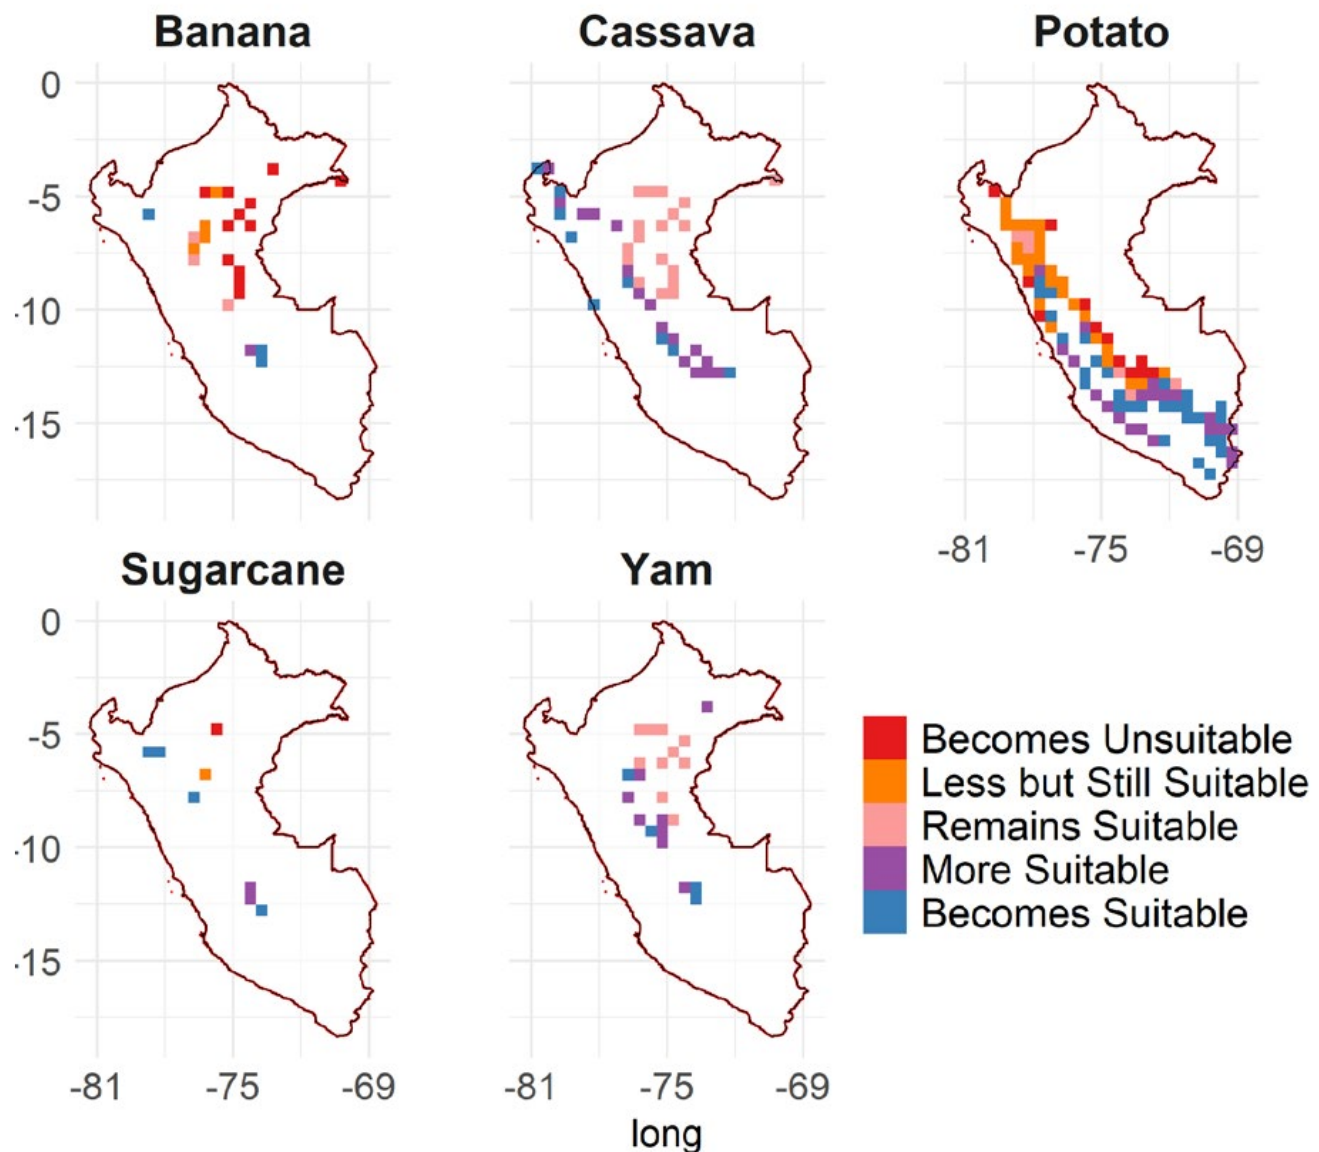 Banana
Cassava
Potato
0
-5
.10
.15
-81
-75
-69
Sugarcane
Yam
0
-5
.10
.15
-81
-75
-69
-81
-75
-69
long
Becomes Unsuitable
Less but Still Suitable
Remains Suitable
More Suitable
Becomes Suitable